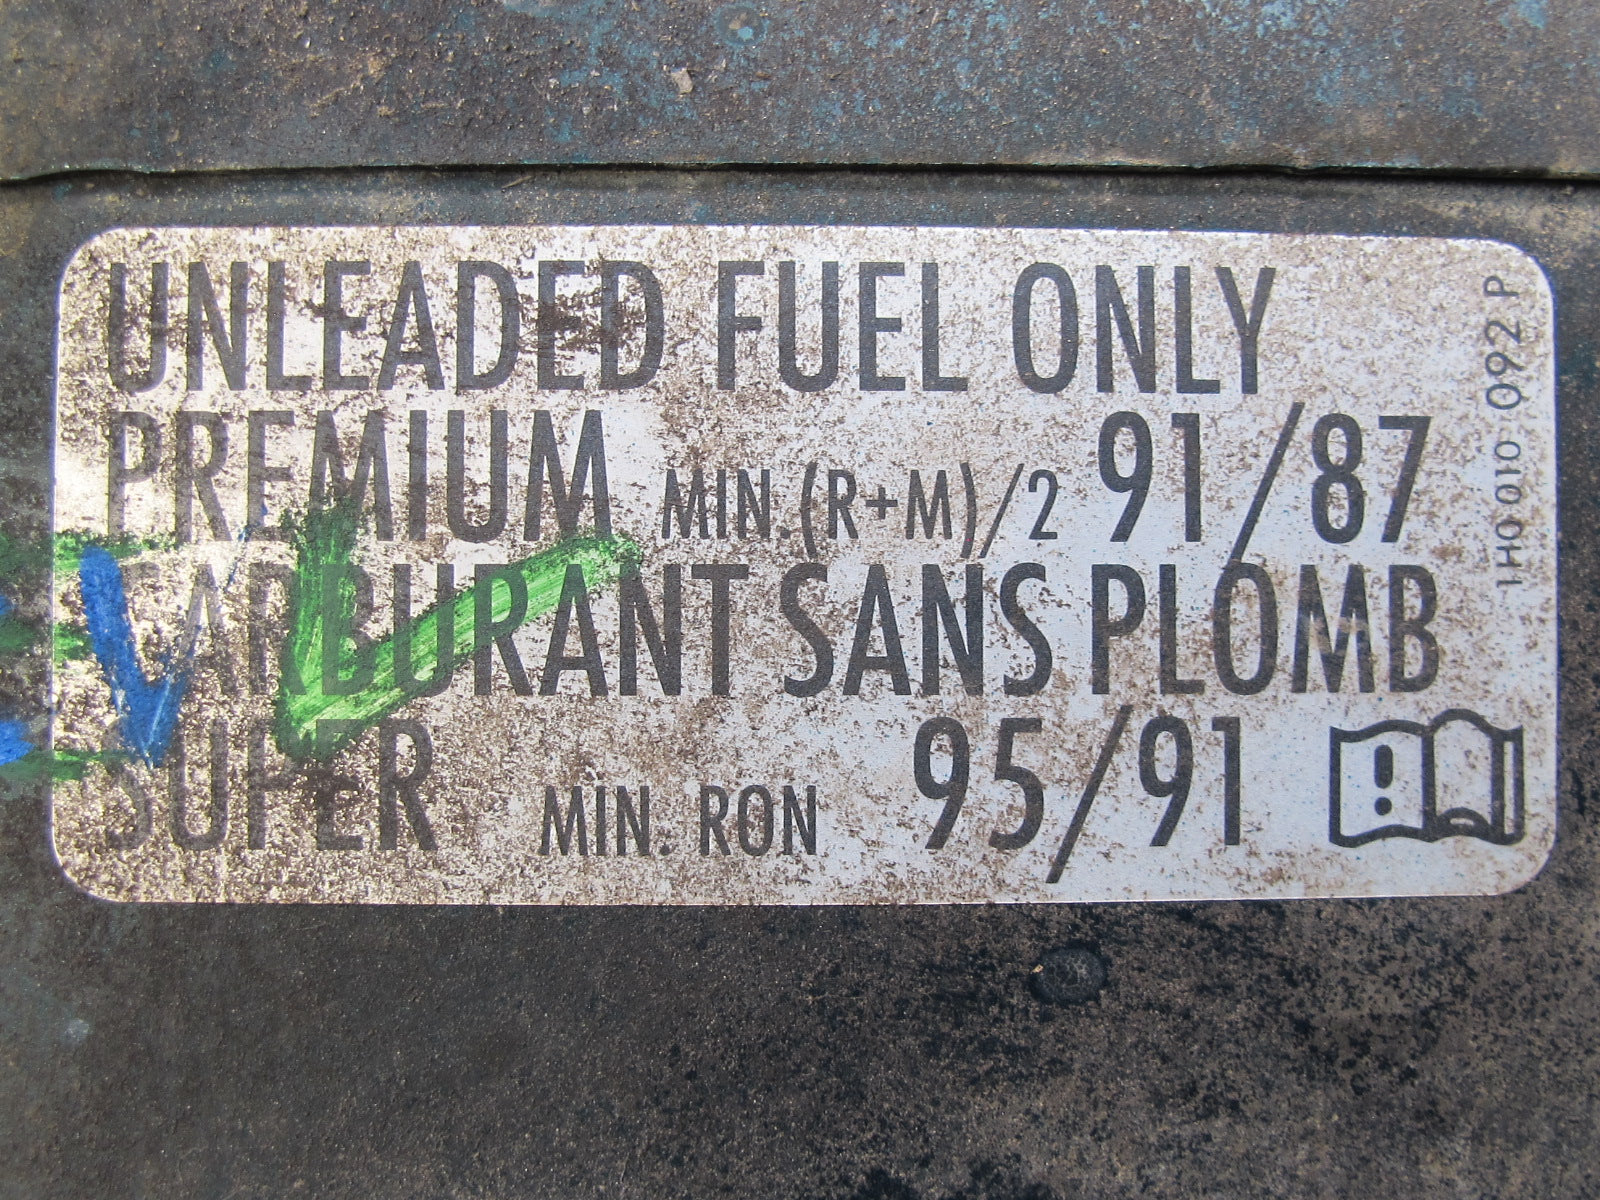 UNLEADED FUEL ONLY
PREMIUM MIN. (R+M)/2 91/87
CARBURANT SANS PLOMB
SUPER MIN. RON 95/91
1H0 010 092 P